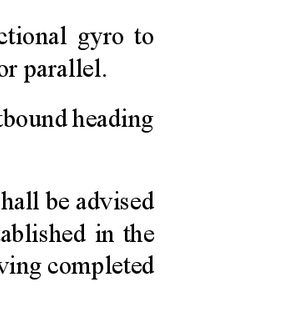 ctional gyro to
or parallel.
tbound heading
hall be advised
ablished in the
ving completed